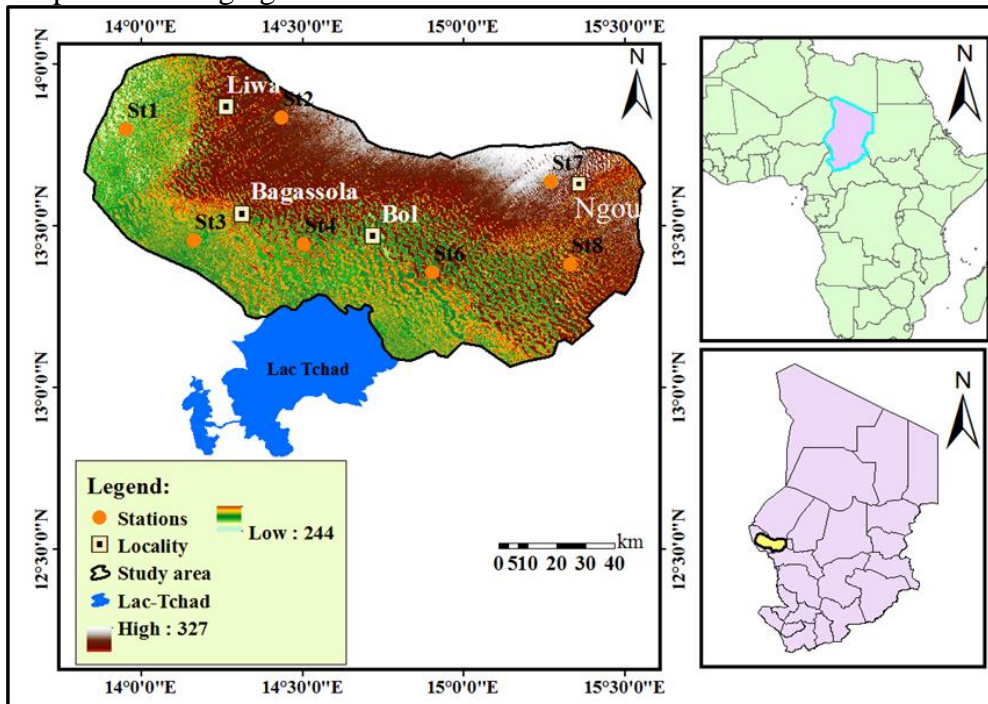 14°0'0"E 14°30'0"E 15°0'0"E 15°30'0"E
14°0'0"N
13°30'0"N
13°0'0"N
12°30'0"N
N
Liwa
St1
St2
St7
Bagassola
Bol
Ngou
St3
St4
St6
St8
Lac Tchad
Legend:
Stations
Low : 244
Locality
Study area
Lac-Tchad
High : 327
km
0 510 20 30 40
14°0'0"N
13°30'0"N
13°0'0"N
12°30'0"N
14°0'0"E 14°30'0"E 15°0'0"E 15°30'0"E
N
N